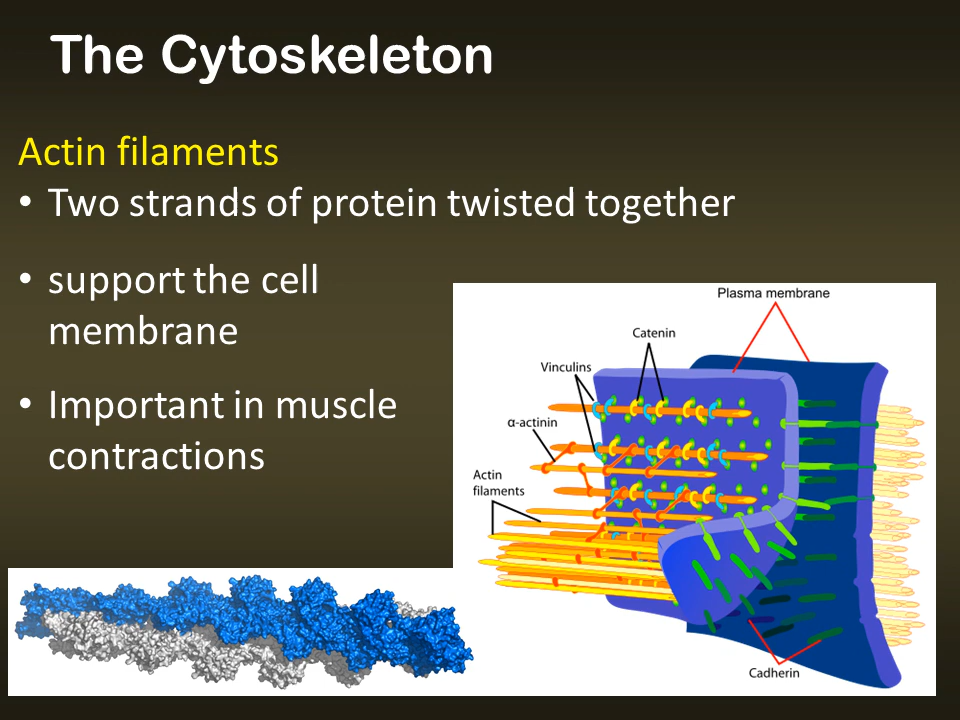 The Cytoskeleton
Actin filaments
• Two strands of protein twisted together
• support the cell
membrane
• Important in muscle
contractions
Plasma membrane
Catenin
Vinculins
α-actinin
Actin
filaments
Cadherin